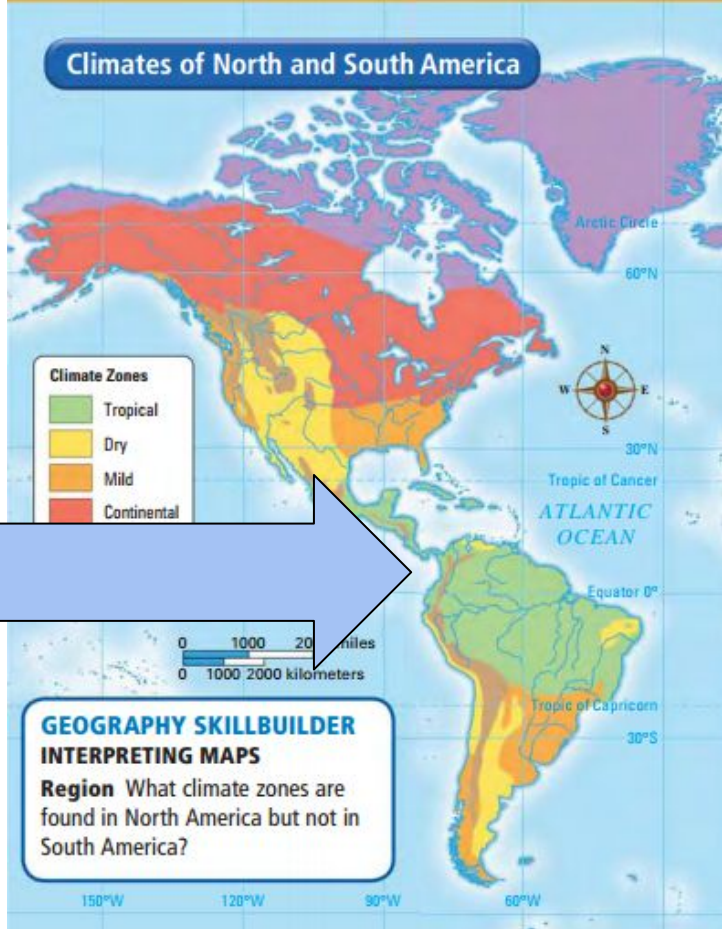 Climates of North and South America
Arctic Circle
60°N
N
W E
S
Climate Zones
Tropical
Dry
Mild
Continental
30°N
Tropic of Cancer
ATLANTIC
OCEAN
Equator 0°
0 1000 miles
0 1000 2000 kilometers
Tropic of Capricorn
30°S
GEOGRAPHY SKILLBUILDER
INTERPRETING MAPS
Region What climate zones are
found in North America but not in
South America?
150°W 120°W 90°W 60°W